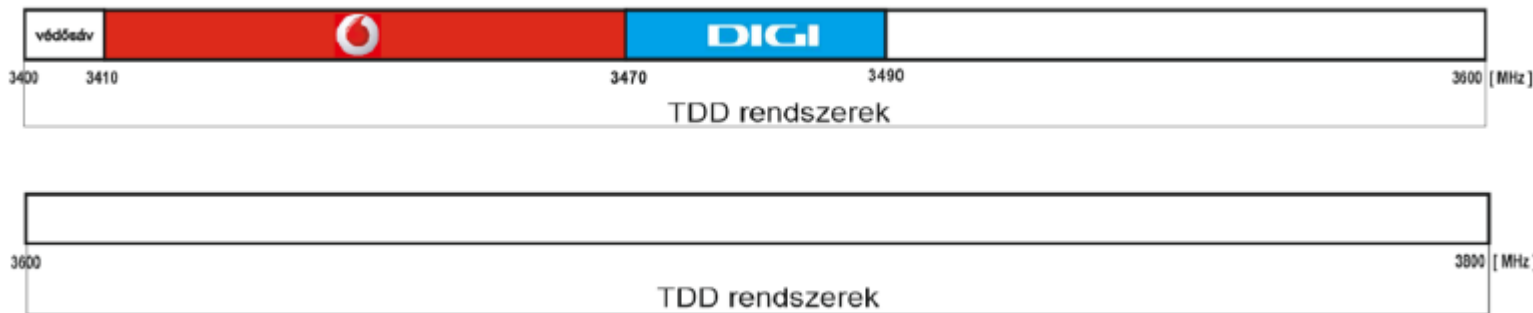 védősáv DIGI
3400 3410 3470 3490 3600 [ MHz ]
TDD rendszerek
3600 3800 [ MHz ]
TDD rendszerek